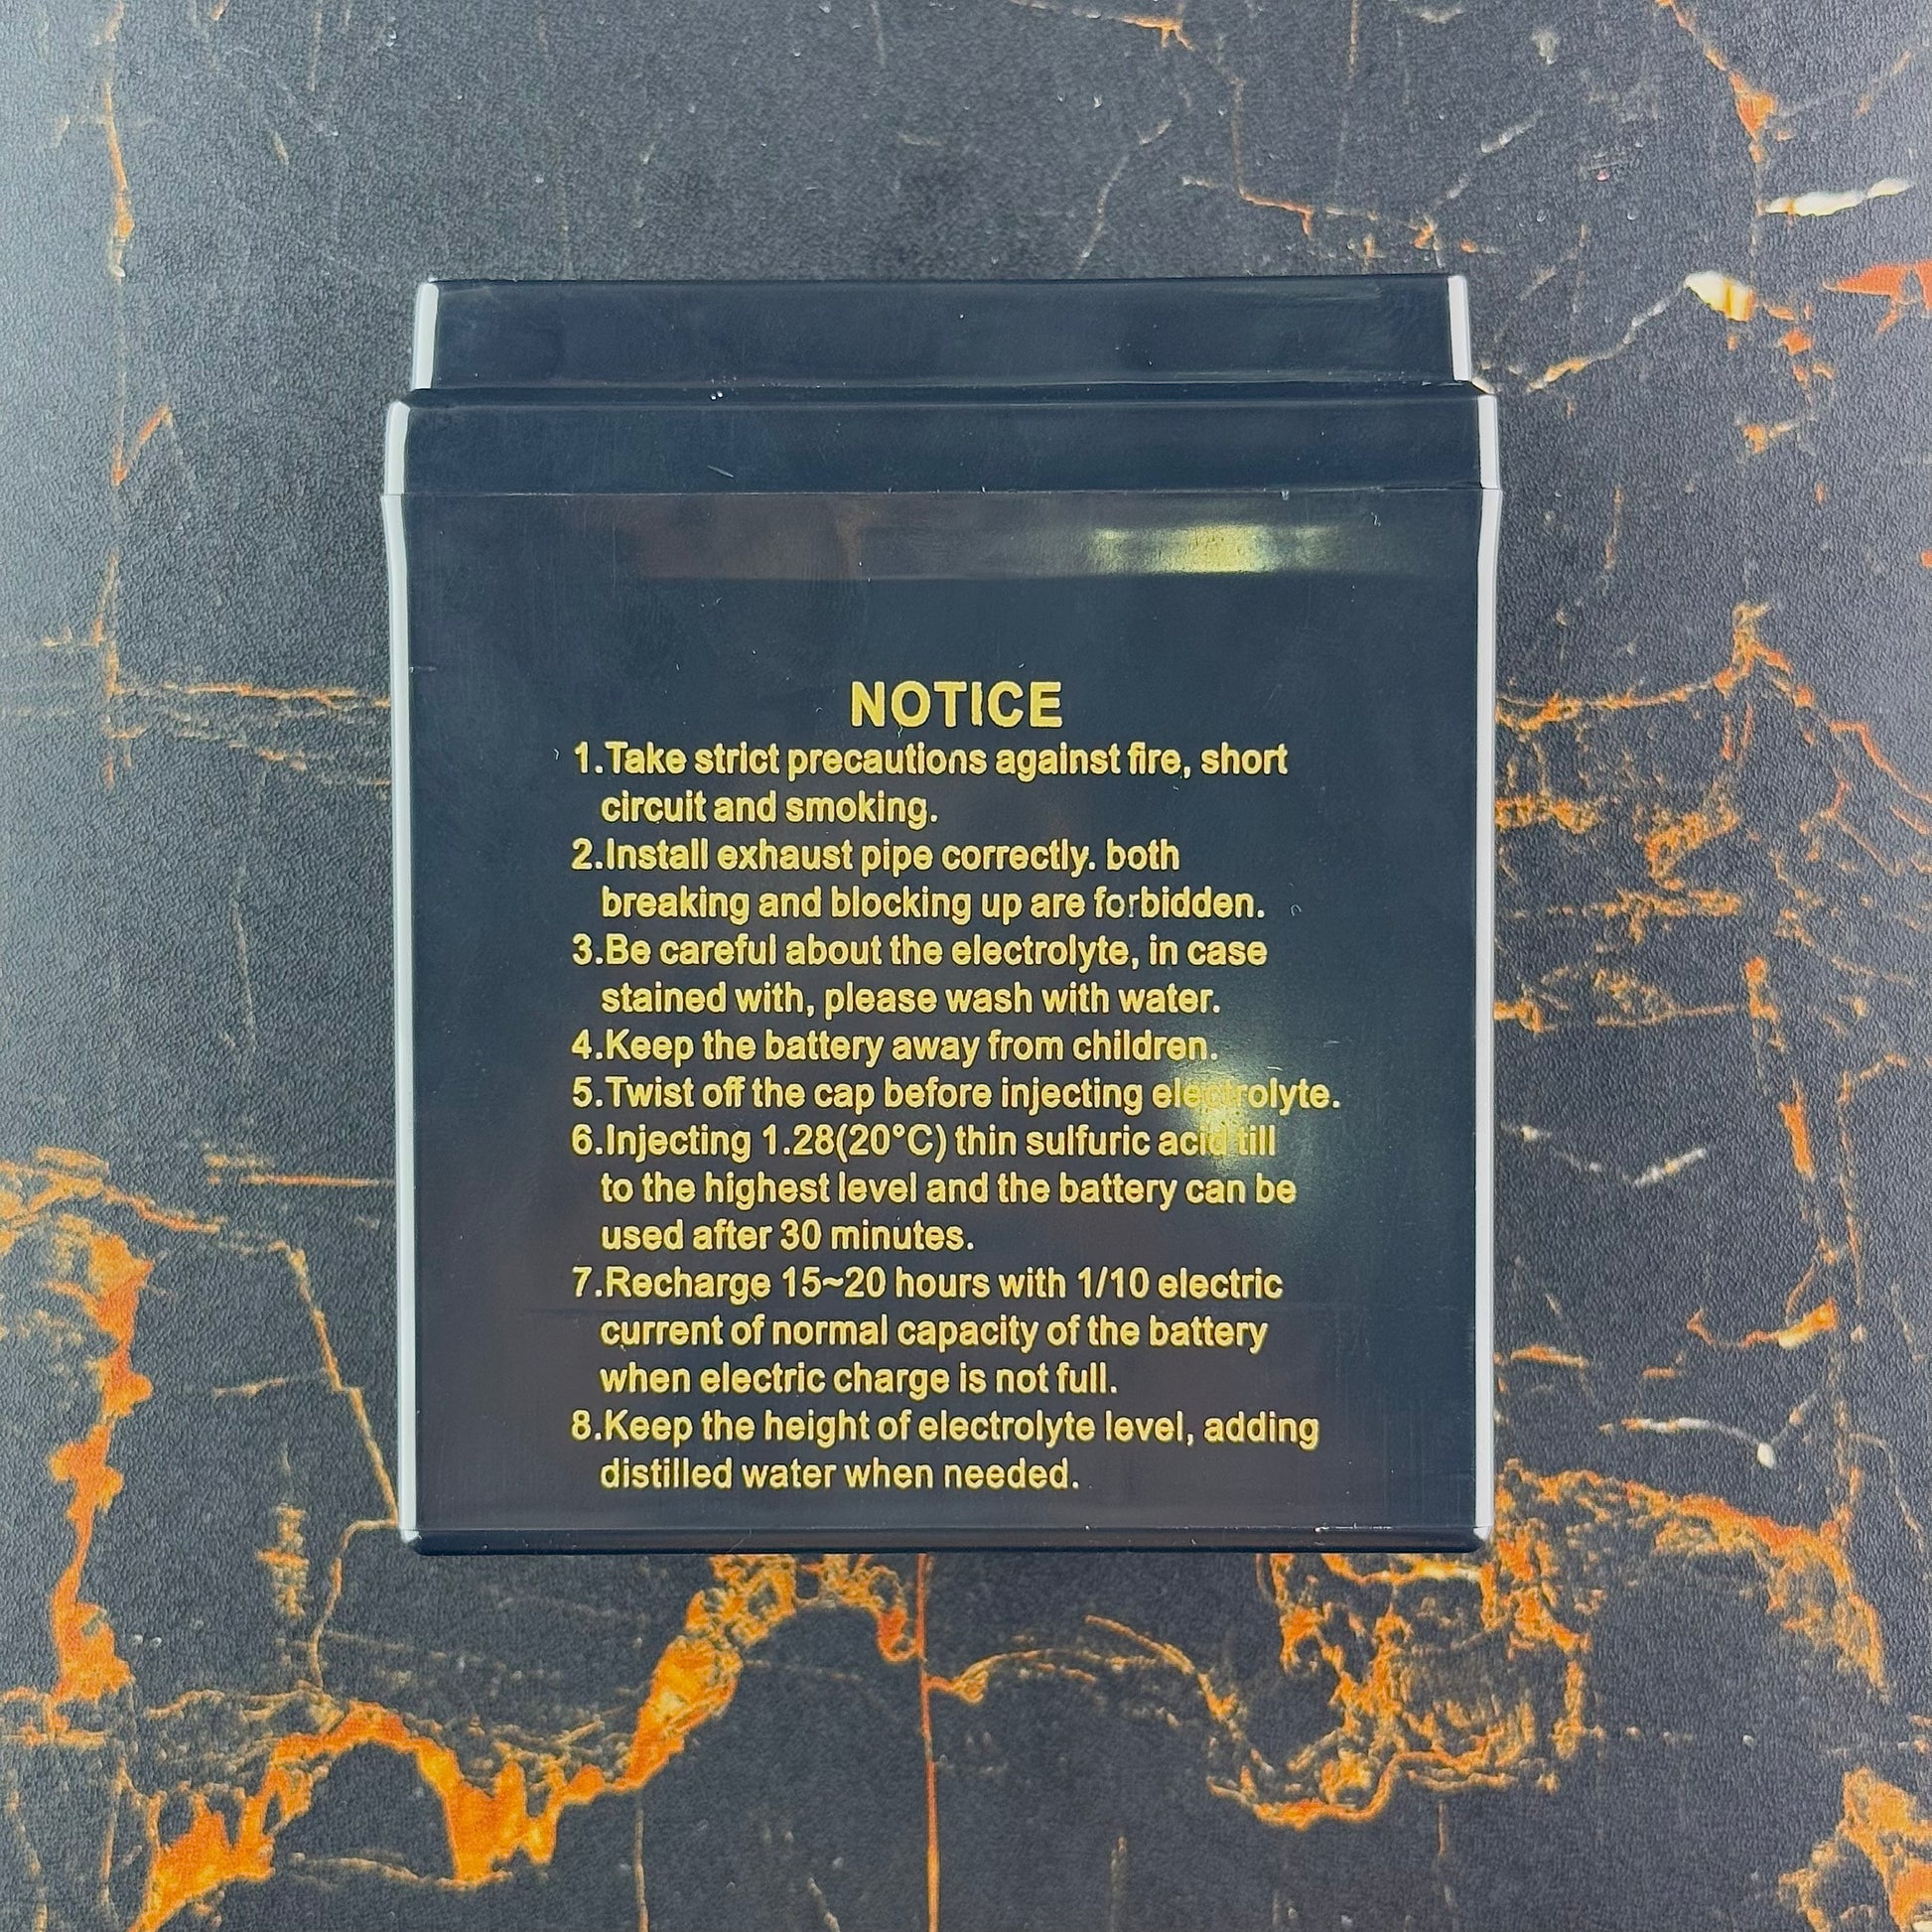 NOTICE
1.Take strict precautions against fire, short
circuit and smoking.
2.Install exhaust pipe correctly. both
breaking and blocking up are forbidden.
3.Be careful about the electrolyte, in case
stained with, please wash with water.
4.Keep the battery away from children.
5.Twist off the cap before injecting electrolyte.
6.Injecting 1.28(20°C) thin sulfuric acid till
to the highest level and the battery can be
used after 30 minutes.
7.Recharge 15~20 hours with 1/10 electric
current of normal capacity of the battery
when electric charge is not full.
8.Keep the height of electrolyte level, adding
distilled water when needed.